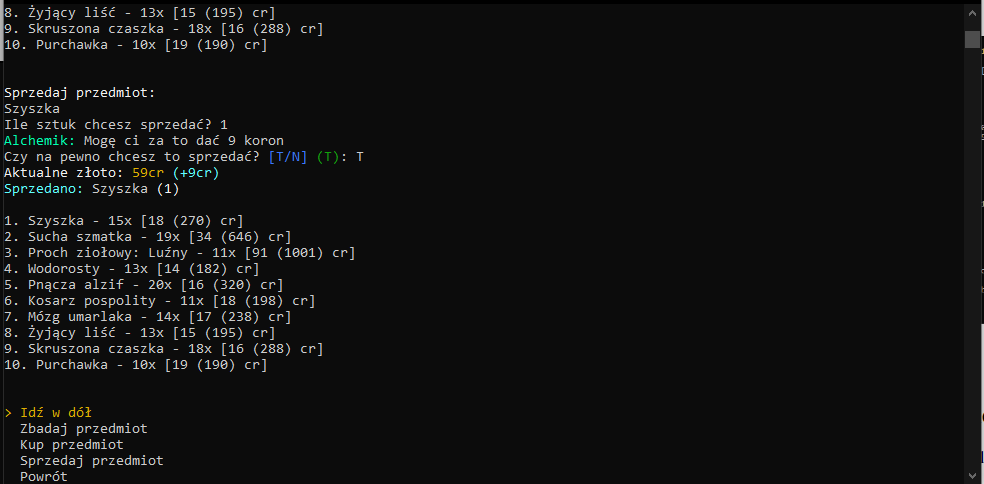 8. Żyjący liść - 13x [15 (195) cr]
9. Skruszona czaszka - 18x [16 (288) cr]
10. Purchawka - 10x [19 (190) cr]
Sprzedaj przedmiot:
Szyszka
Ile sztuk chcesz sprzedać? 1
Alchemik: Mogę ci za to dać 9 koron
Czy na pewno chcesz to sprzedać? [T/N] (T): T
Aktualne złoto: 59cr (+9cr)
Sprzedano: Szyszka (1)
1. Szyszka - 15x [18 (270) cr]
2. Sucha szmatka - 19x [34 (646) cr]
3. Proch ziołowy: Luźny - 11x [91 (1001) cr]
4. Wodorosty - 13x [14 (182) cr]
5. Pnącza alzif - 20x [16 (320) cr]
6. Kosarz pospolity - 11x [18 (198) cr]
7. Mózg umarlaka - 14x [17 (238) cr]
8. Żyjący liść - 13x [15 (195) cr]
9. Skruszona czaszka - 18x [16 (288) cr]
10. Purchawka - 10x [19 (190) cr]
> Idź w dół
Zbadaj przedmiot
Kup przedmiot
Sprzedaj przedmiot
Powrót